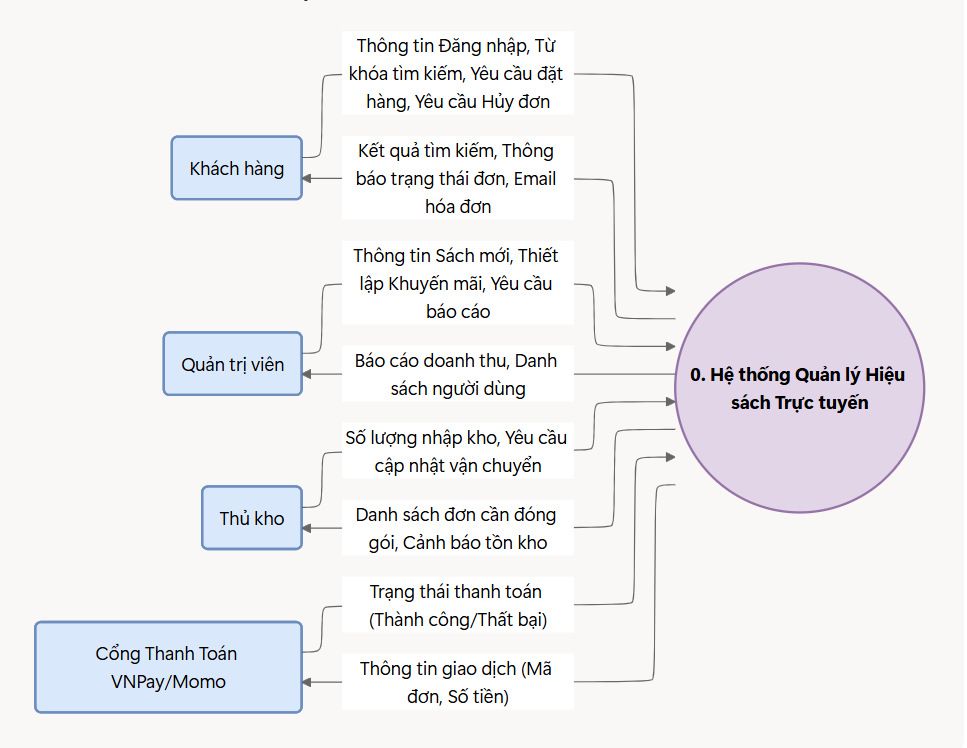 Thông tin Đăng nhập, Từ
khóa tìm kiếm, Yêu cầu đặt
hàng, Yêu cầu Hủy đơn
Khách hàng
Kết quả tìm kiếm, Thông
báo trạng thái đơn, Email
hóa đơn
Thông tin Sách mới, Thiết
lập Khuyến mãi, Yêu cầu
báo cáo
Quản trị viên
Báo cáo doanh thu, Danh
sách người dùng
0. Hệ thống Quản lý Hiệu
sách Trực tuyến
Số lượng nhập kho, Yêu cầu
cập nhật vận chuyển
Thủ kho
Danh sách đơn cần đóng
gói, Cảnh báo tồn kho
Trạng thái thanh toán
(Thành công/Thất bại)
Cổng Thanh Toán
VNPay/Momo
Thông tin giao dịch (Mã
đơn, Số tiền)